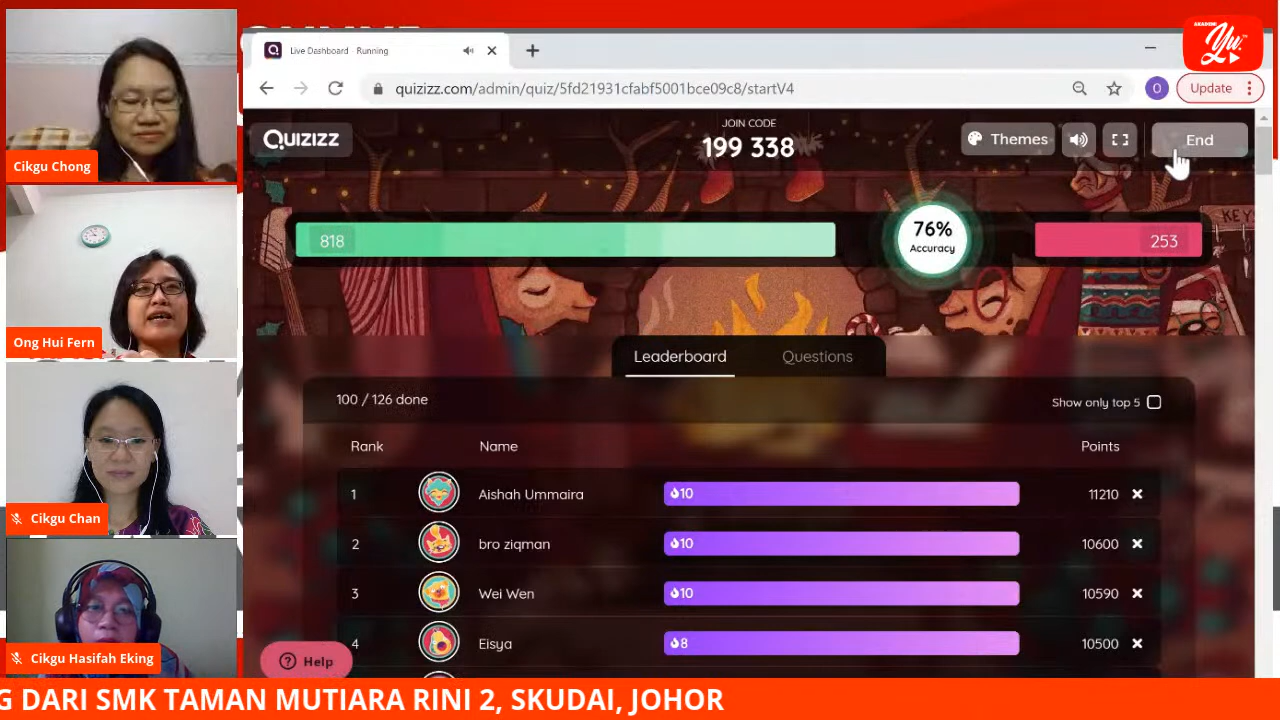 Live Dashboard Running
quizizz.com/admin/quiz/5fd21931cfabf5001bce09c8/startV4
O
Update
AKADEMI
Yu
QUIZIZZ
JOIN CODE
199 338
Themes
End
818
76%
Accuracy
253
Leaderboard
Questions
100 / 126 done
Show only top 5
Rank
Name
Points
1
Aishah Ummaira
10
11210
2
bro ziqman
10
10600
3
Wei Wen
10
10590
4
Eisya
8
10500
Help
Cikgu Chong
Ong Hui Fern
Cikgu Chan
Cikgu Hasifah Eking
G DARI SMK TAMAN MUTIARA RINI 2, SKUDAI, JOHOR